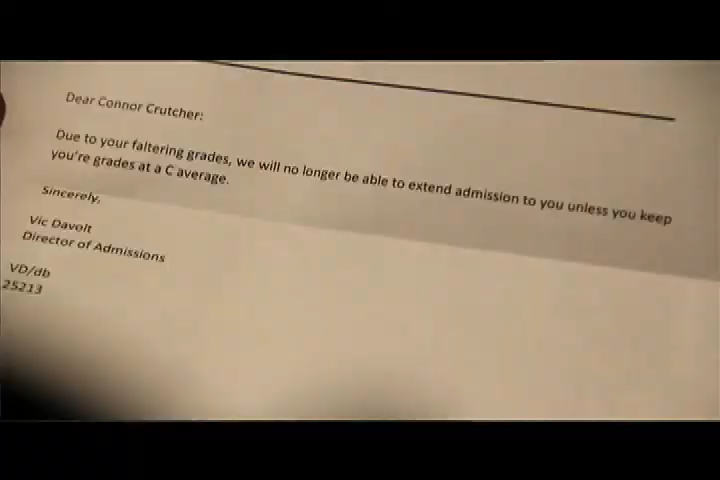 Dear Connor Crutcher:
Due to your faltering grades, we will no longer be able to extend admission to you unless you keep
you're grades at a C average.
Sincerely,
Vic Davolt
Director of Admissions
VD/db
25213